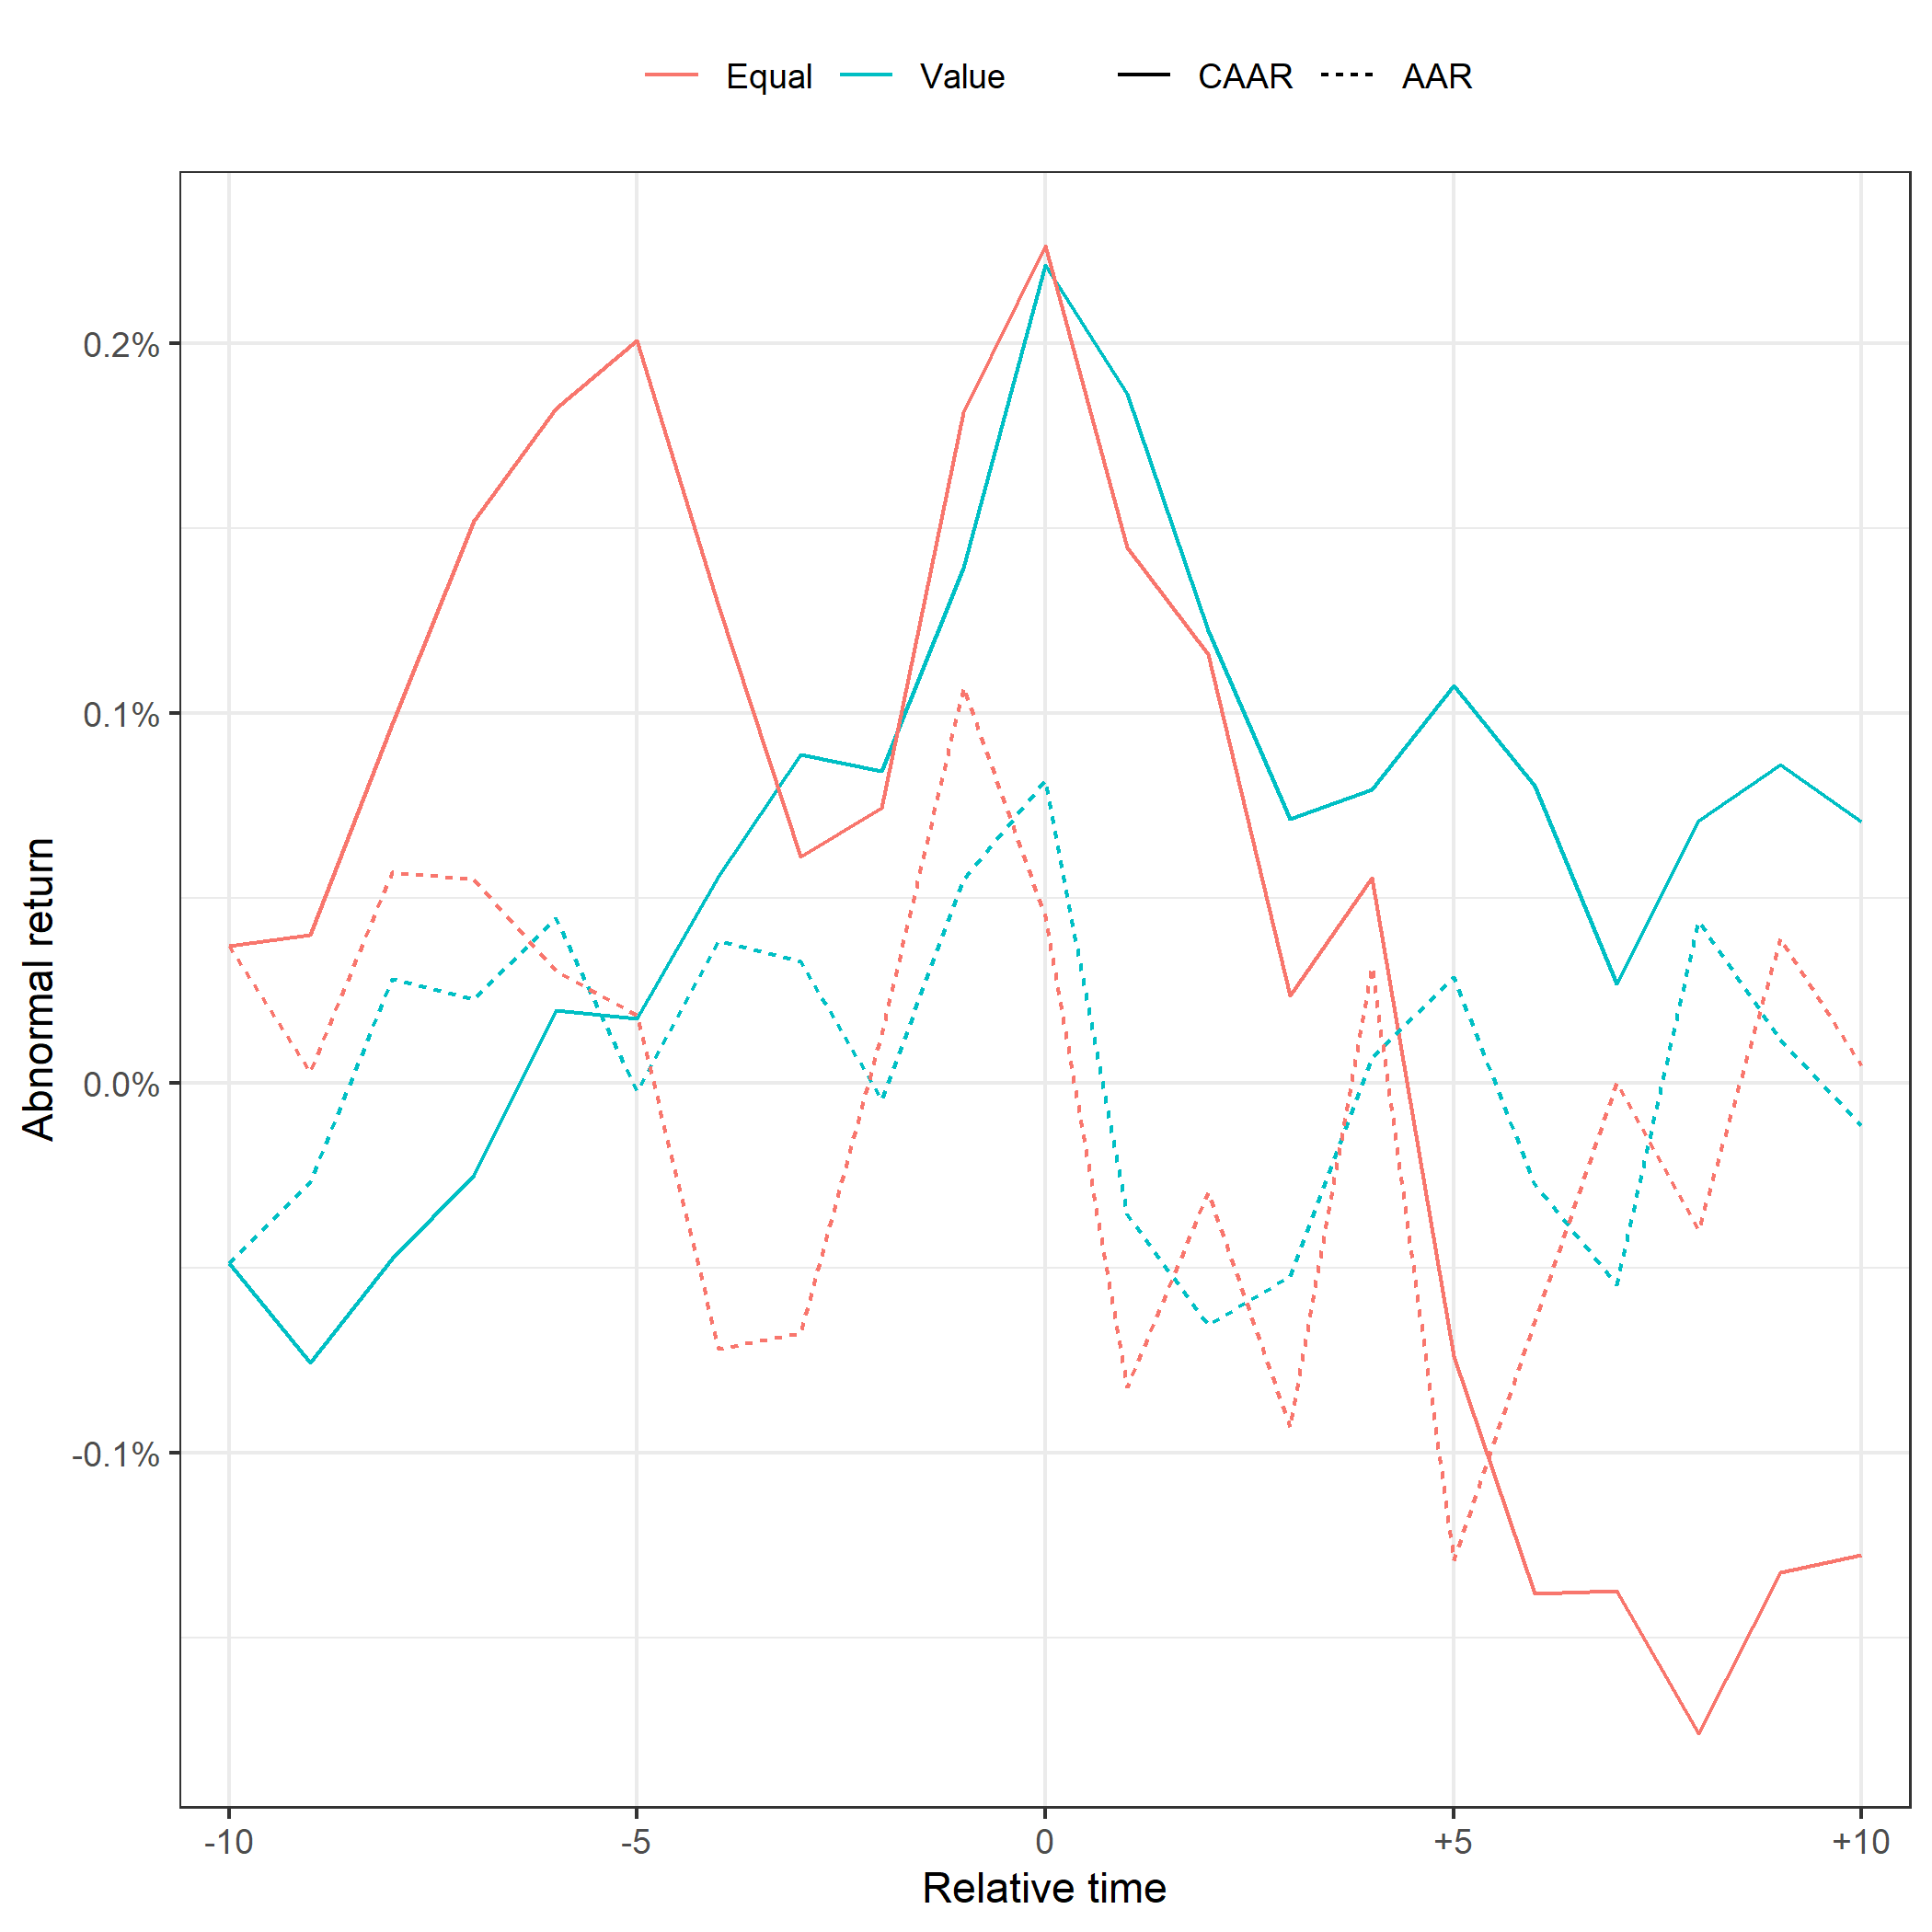 Equal Value CAAR AAR
Abnormal return
0.2%
0.1%
0.0%
-0.1%
-10 -5 0 +5 +10
Relative time